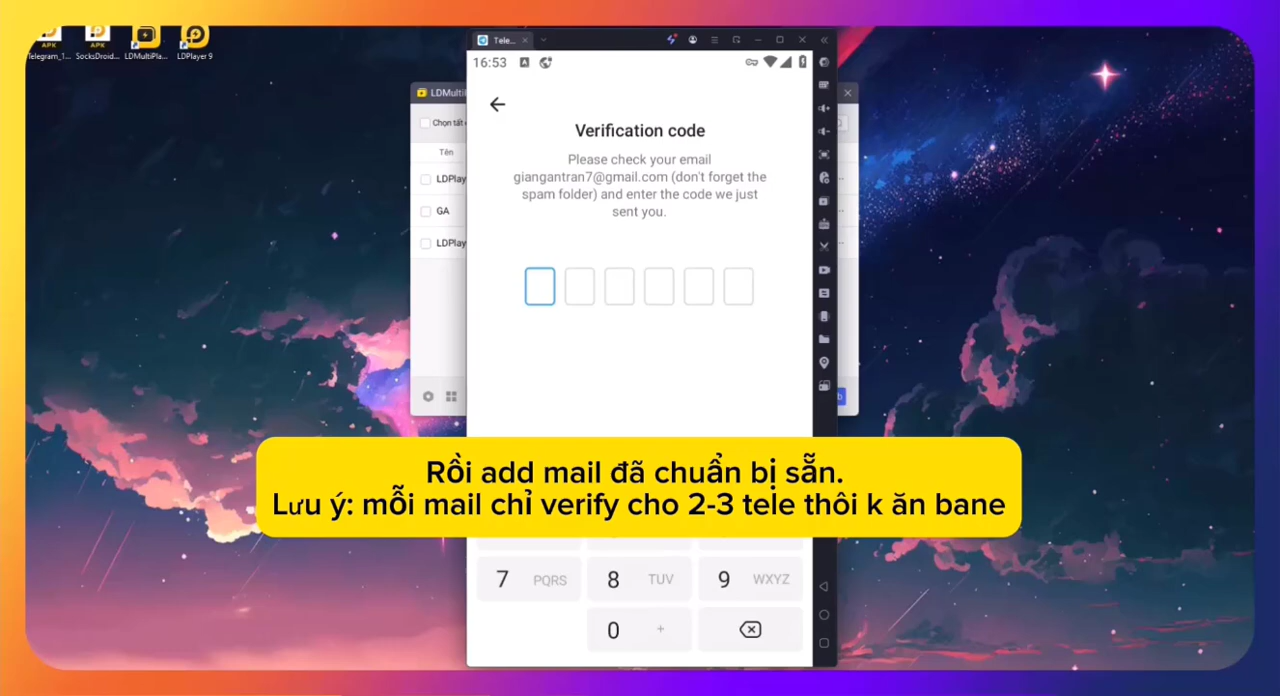 APK
APK
Telegram_1...
SocksDroid...
LDMultiPla...
LDPlayer 9
Tele...
16:53
LDMulti
Chọn tất
Tên
LDPlay
GA
LDPlay
Verification code
Please check your email
giangantran7@gmail.com (don't forget the
spam folder) and enter the code we just
sent you.
Rồi add mail đã chuẩn bị sẵn.
Lưu ý: mỗi mail chỉ verify cho 2-3 tele thôi k ăn bane
7 PQRS
8 TUV
9 WXYZ
0 +